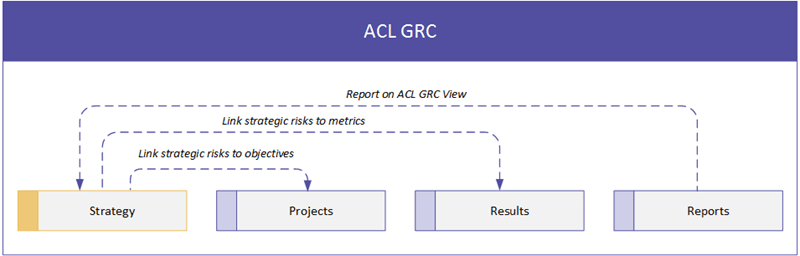 ACL GRC
Report on ACL GRC View
Link strategic risks to metrics
Link strategic risks to objectives
Strategy
Projects
Results
Reports